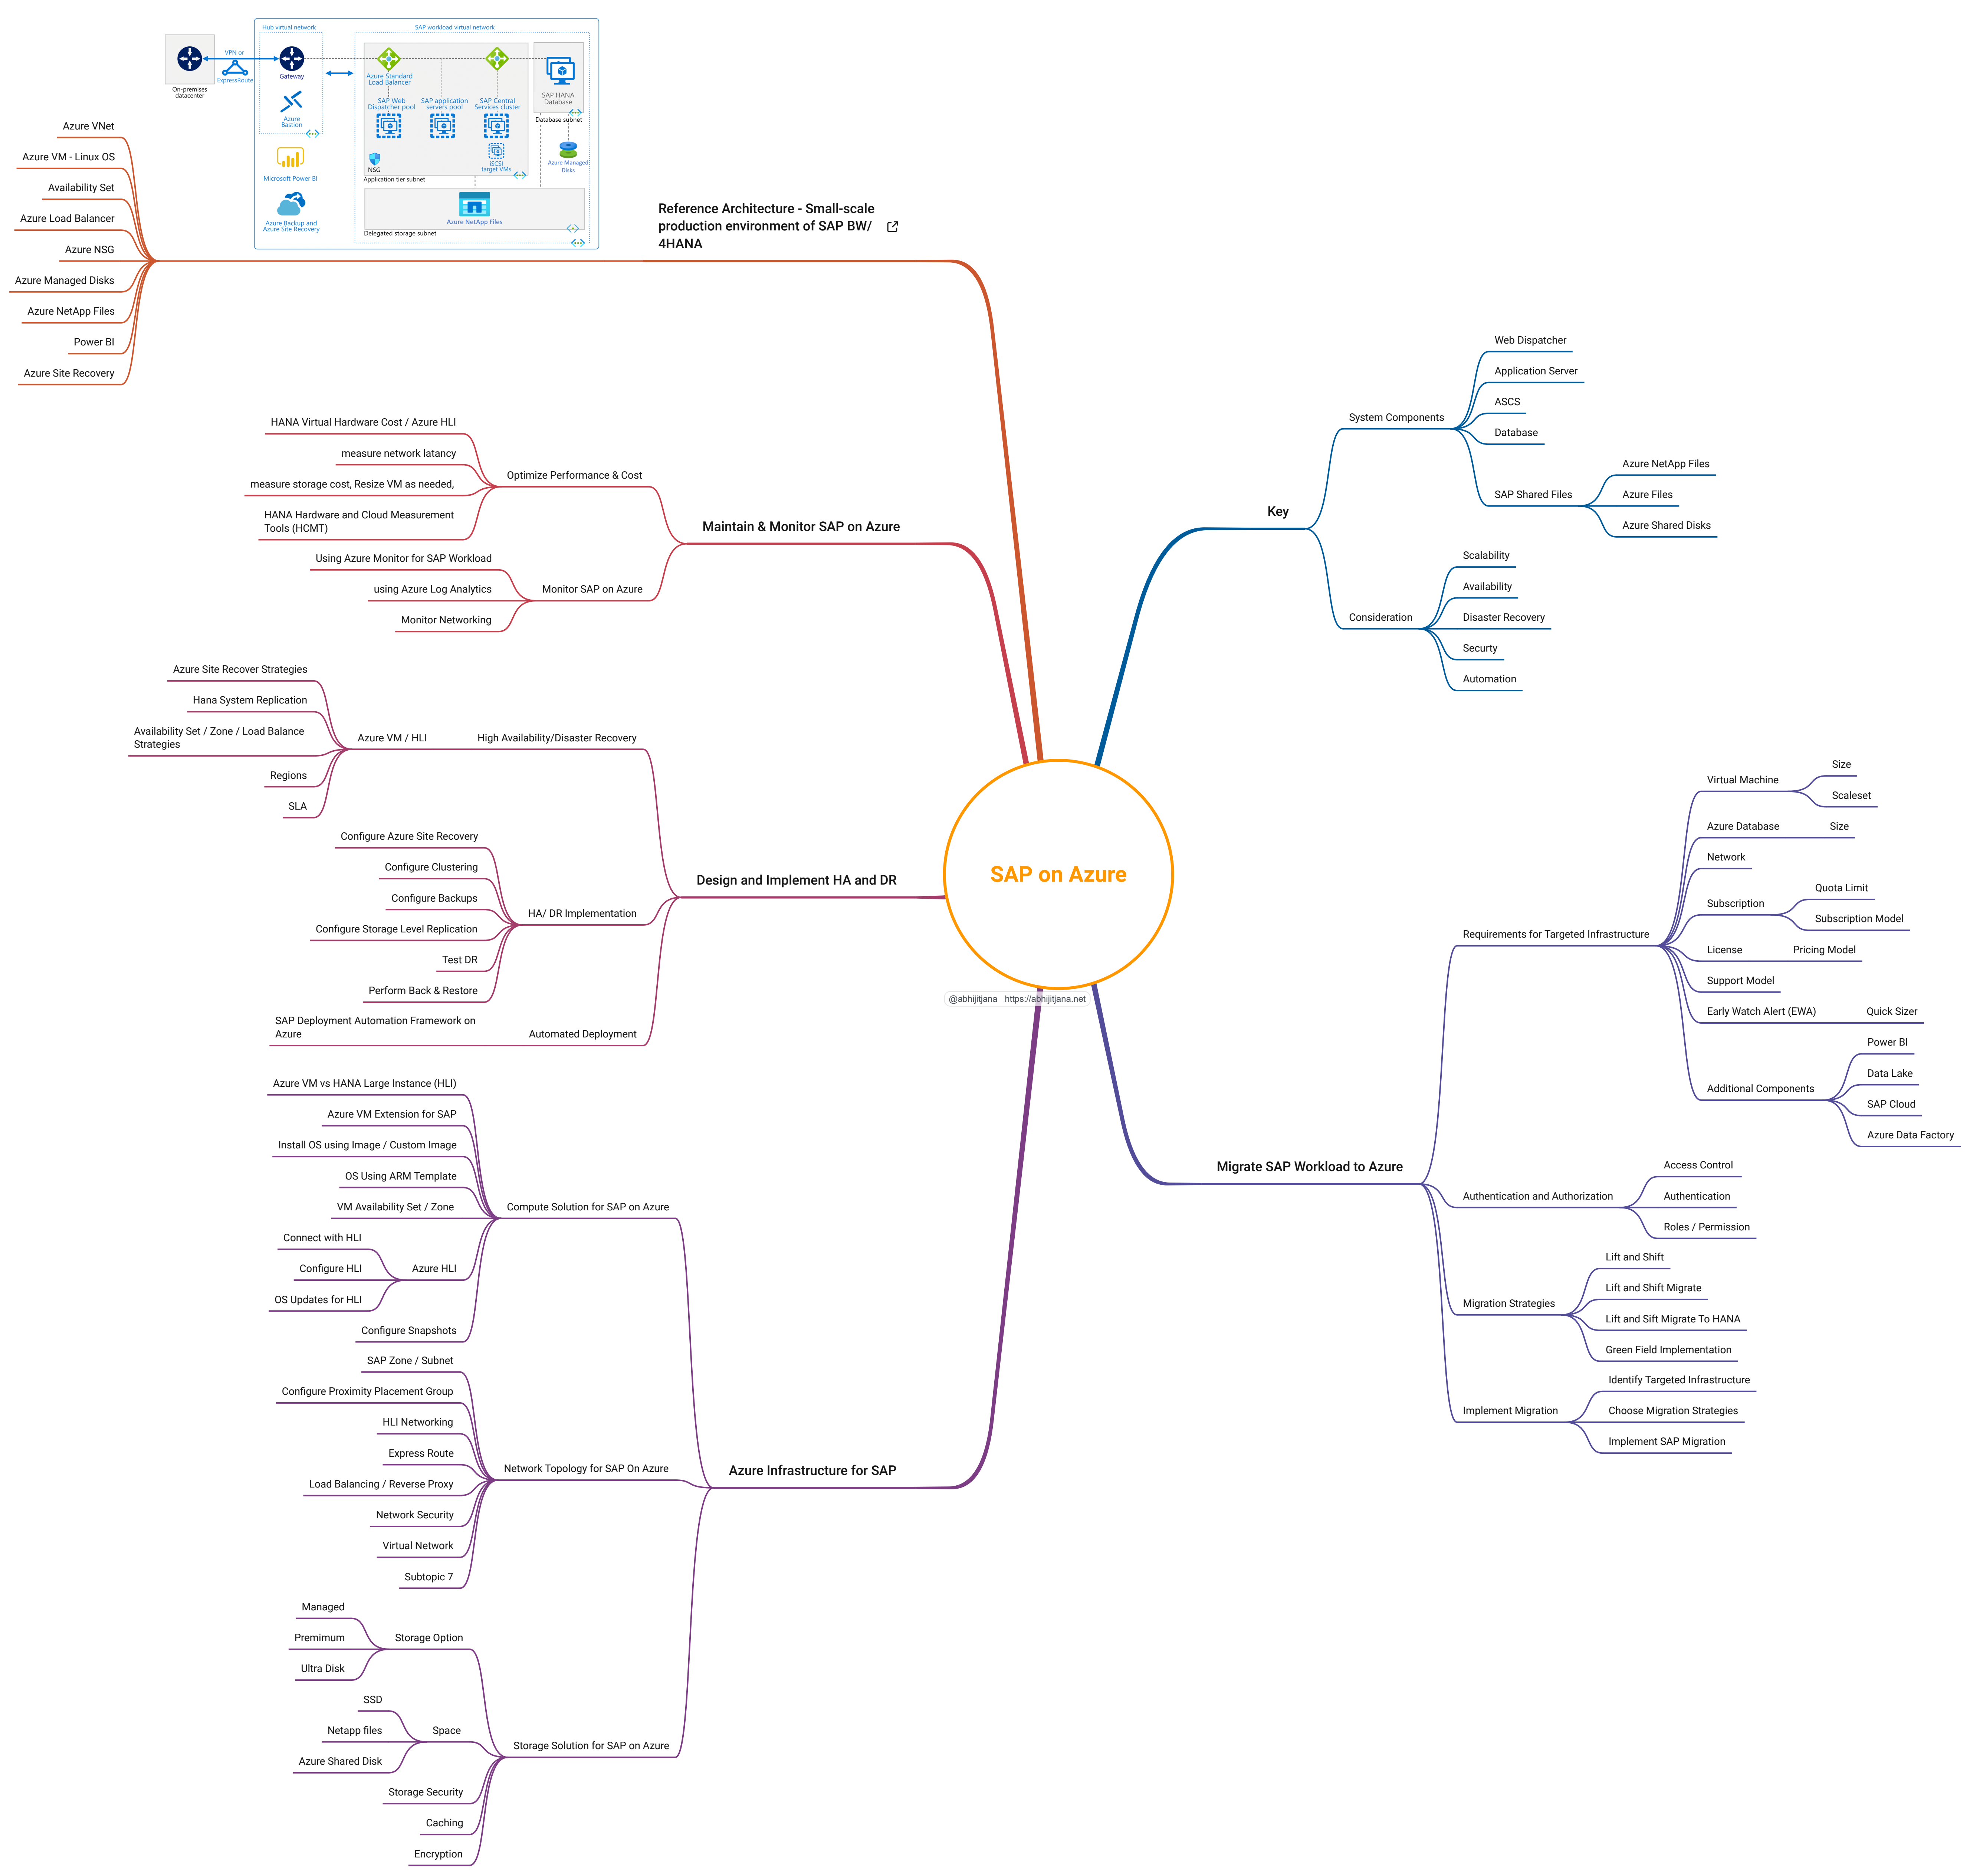 Hub virtual network
SAP workload virtual network
VPN or
ExpressRoute
On-premises
datacenter
Gateway
Azure
Bastion
Microsoft Power BI
Azure Backup and
Azure Site Recovery
Azure Standard
Load Balancer
SAP Web
Dispatcher pool
SAP application
servers pool
SAP Central
Services cluster
SAP HANA
Database
Database subnet
NSG
iSCSI
target VMs
Azure Managed
Disks
Application tier subnet
Azure NetApp Files
Delegated storage subnet
Reference Architecture - Small-scale
production environment of SAP BW/
4HANA
Azure VNet
Azure VM - Linux OS
Availability Set
Azure Load Balancer
Azure NSG
Azure Managed Disks
Azure NetApp Files
Power BI
Azure Site Recovery
Maintain & Monitor SAP on Azure
Optimize Performance & Cost
HANA Virtual Hardware Cost / Azure HLI
measure network latancy
measure storage cost, Resize VM as needed,
HANA Hardware and Cloud Measurement
Tools (HCMT)
Monitor SAP on Azure
Using Azure Monitor for SAP Workload
using Azure Log Analytics
Monitor Networking
Design and Implement HA and DR
High Availability/Disaster Recovery
Azure VM / HLI
Azure Site Recover Strategies
Hana System Replication
Availability Set / Zone / Load Balance
Strategies
Regions
SLA
HA/ DR Implementation
Configure Azure Site Recovery
Configure Clustering
Configure Backups
Configure Storage Level Replication
Test DR
Perform Back & Restore
Automated Deployment
SAP Deployment Automation Framework on
Azure
Azure Infrastructure for SAP
Compute Solution for SAP on Azure
Azure VM vs HANA Large Instance (HLI)
Azure VM Extension for SAP
Install OS using Image / Custom Image
OS Using ARM Template
VM Availability Set / Zone
Azure HLI
Connect with HLI
Configure HLI
OS Updates for HLI
Configure Snapshots
Network Topology for SAP On Azure
SAP Zone / Subnet
Configure Proximity Placement Group
HLI Networking
Express Route
Load Balancing / Reverse Proxy
Network Security
Virtual Network
Subtopic 7
Storage Solution for SAP on Azure
Storage Option
Managed
Premimum
Ultra Disk
Space
SSD
Netapp files
Azure Shared Disk
Storage Security
Caching
Encryption
SAP on Azure
@abhijitjana https://abhijitjana.net
Key
System Components
Web Dispatcher
Application Server
ASCS
Database
SAP Shared Files
Azure NetApp Files
Azure Files
Azure Shared Disks
Consideration
Scalability
Availability
Disaster Recovery
Securty
Automation
Migrate SAP Workload to Azure
Requirements for Targeted Infrastructure
Virtual Machine
Size
Scaleset
Azure Database
Size
Network
Subscription
Quota Limit
Subscription Model
License
Pricing Model
Support Model
Early Watch Alert (EWA)
Quick Sizer
Additional Components
Power BI
Data Lake
SAP Cloud
Azure Data Factory
Authentication and Authorization
Access Control
Authentication
Roles / Permission
Migration Strategies
Lift and Shift
Lift and Shift Migrate
Lift and Sift Migrate To HANA
Green Field Implementation
Implement Migration
Identify Targeted Infrastructure
Choose Migration Strategies
Implement SAP Migration